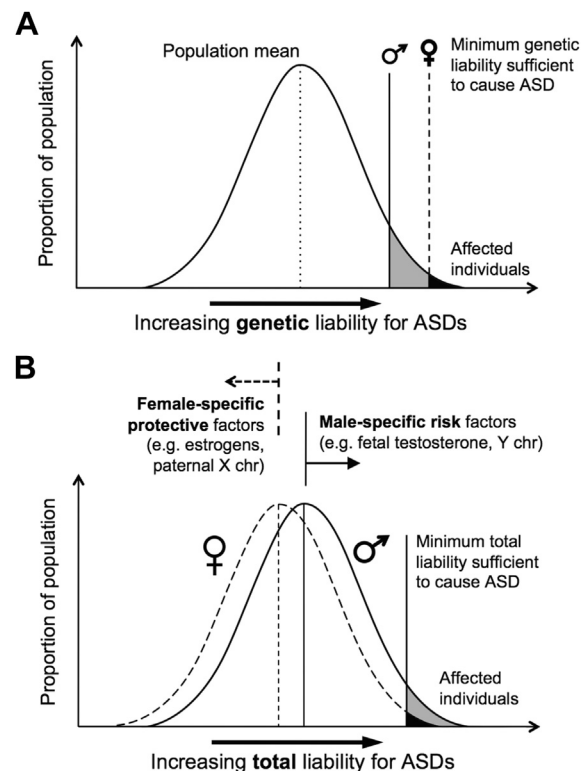 A
Population mean
♂ ♀
Minimum genetic
liability sufficient
to cause ASD
Proportion of population
Affected
individuals
Increasing genetic liability for ASDs
B
Female-specific
protective factors
(e.g. estrogens,
paternal X chr)
Male-specific risk factors
(e.g. fetal testosterone, Y chr)
Proportion of population
♀ ♂
Minimum total
liability sufficient
to cause ASD
Affected
individuals
Increasing total liability for ASDs